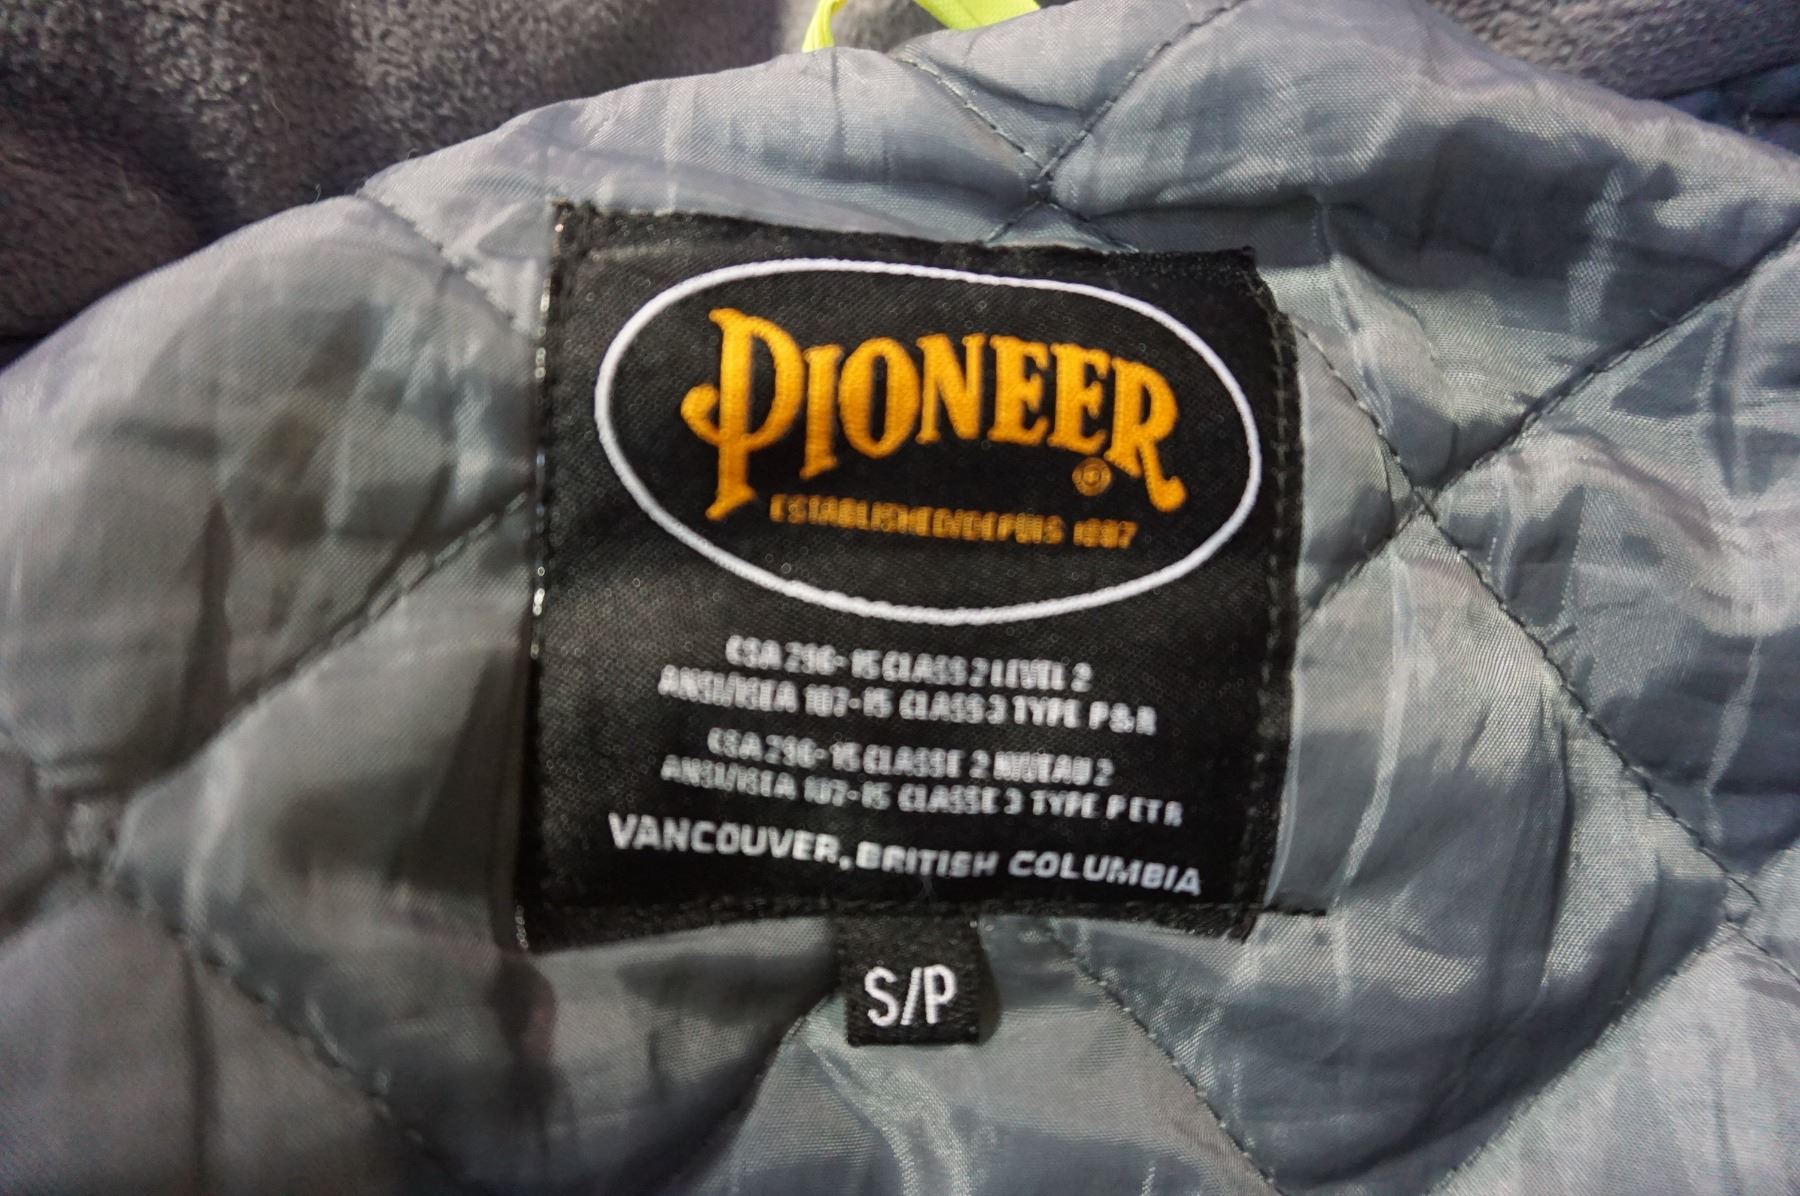 PIONEER
®
ESTABLISHED/DEPUIS 1887
CSA Z96-15 CLASS 2 LEVEL 2
ANSI/ISEA 107-15 CLASS 3 TYPE P&R
CSA Z96-15 CLASSE 2 NIVEAU 2
ANSI/ISEA 107-15 CLASSE 3 TYPE P ET R
VANCOUVER, BRITISH COLUMBIA
S/P